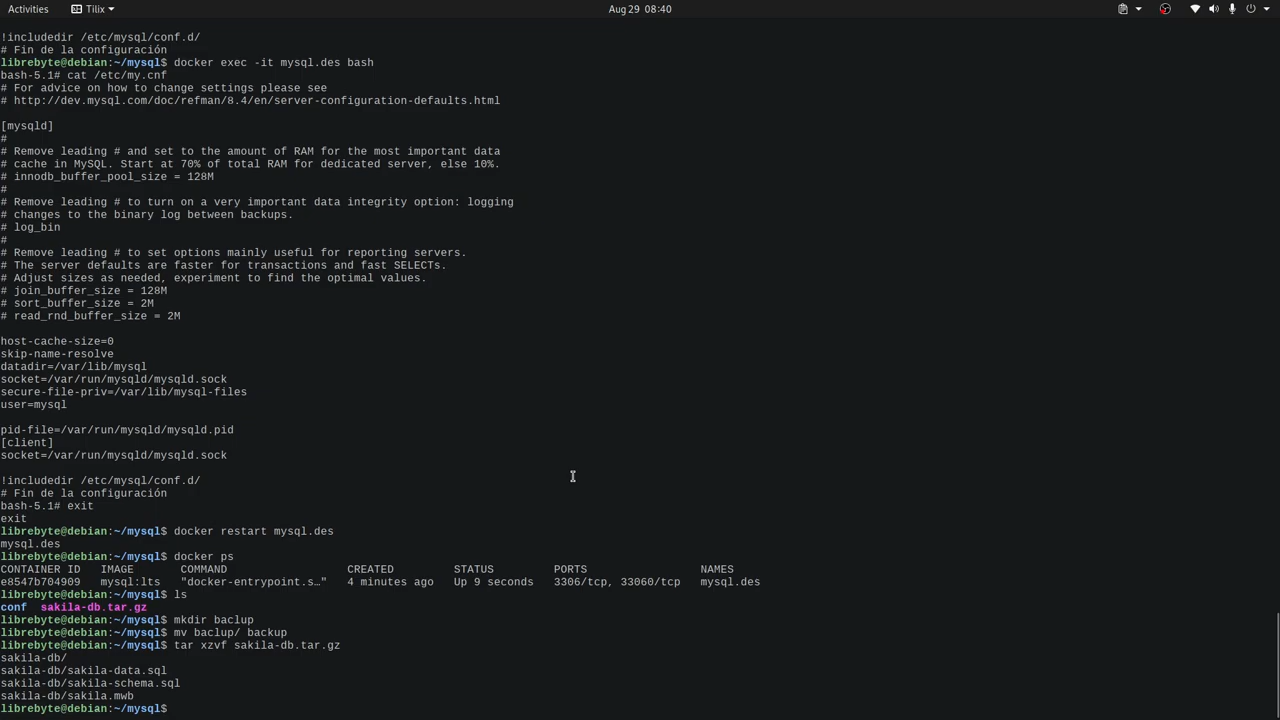 Activities Tilix Aug 29 08:40
!includedir /etc/mysql/conf.d/
# Fin de la configuración
librebyte@debian:~/mysql$ docker exec -it mysql.des bash
bash-5.1# cat /etc/my.cnf
# For advice on how to change settings please see
# http://dev.mysql.com/doc/refman/8.4/en/server-configuration-defaults.html
[mysqld]
#
# Remove leading # and set to the amount of RAM for the most important data
# cache in MySQL. Start at 70% of total RAM for dedicated server, else 10%.
# innodb_buffer_pool_size = 128M
#
# Remove leading # to turn on a very important data integrity option: logging
# changes to the binary log between backups.
# log_bin
#
# Remove leading # to set options mainly useful for reporting servers.
# The server defaults are faster for transactions and fast SELECTs.
# Adjust sizes as needed, experiment to find the optimal values.
# join_buffer_size = 128M
# sort_buffer_size = 2M
# read_rnd_buffer_size = 2M
host-cache-size=0
skip-name-resolve
datadir=/var/lib/mysql
socket=/var/run/mysqld/mysqld.sock
secure-file-priv=/var/lib/mysql-files
user=mysql
pid-file=/var/run/mysqld/mysqld.pid
[client]
socket=/var/run/mysqld/mysqld.sock
!includedir /etc/mysql/conf.d/
# Fin de la configuración
bash-5.1# exit
exit
librebyte@debian:~/mysql$ docker restart mysql.des
mysql.des
librebyte@debian:~/mysql$ docker ps
CONTAINER ID IMAGE COMMAND CREATED STATUS PORTS NAMES
e8547b704909 mysql:lts "docker-entrypoint.s…" 4 minutes ago Up 9 seconds 3306/tcp, 33060/tcp mysql.des
librebyte@debian:~/mysql$ ls
conf sakila-db.tar.gz
librebyte@debian:~/mysql$ mkdir baclup
librebyte@debian:~/mysql$ mv baclup/ backup
librebyte@debian:~/mysql$ tar xzvf sakila-db.tar.gz
sakila-db/
sakila-db/sakila-data.sql
sakila-db/sakila-schema.sql
sakila-db/sakila.mwb
librebyte@debian:~/mysql$